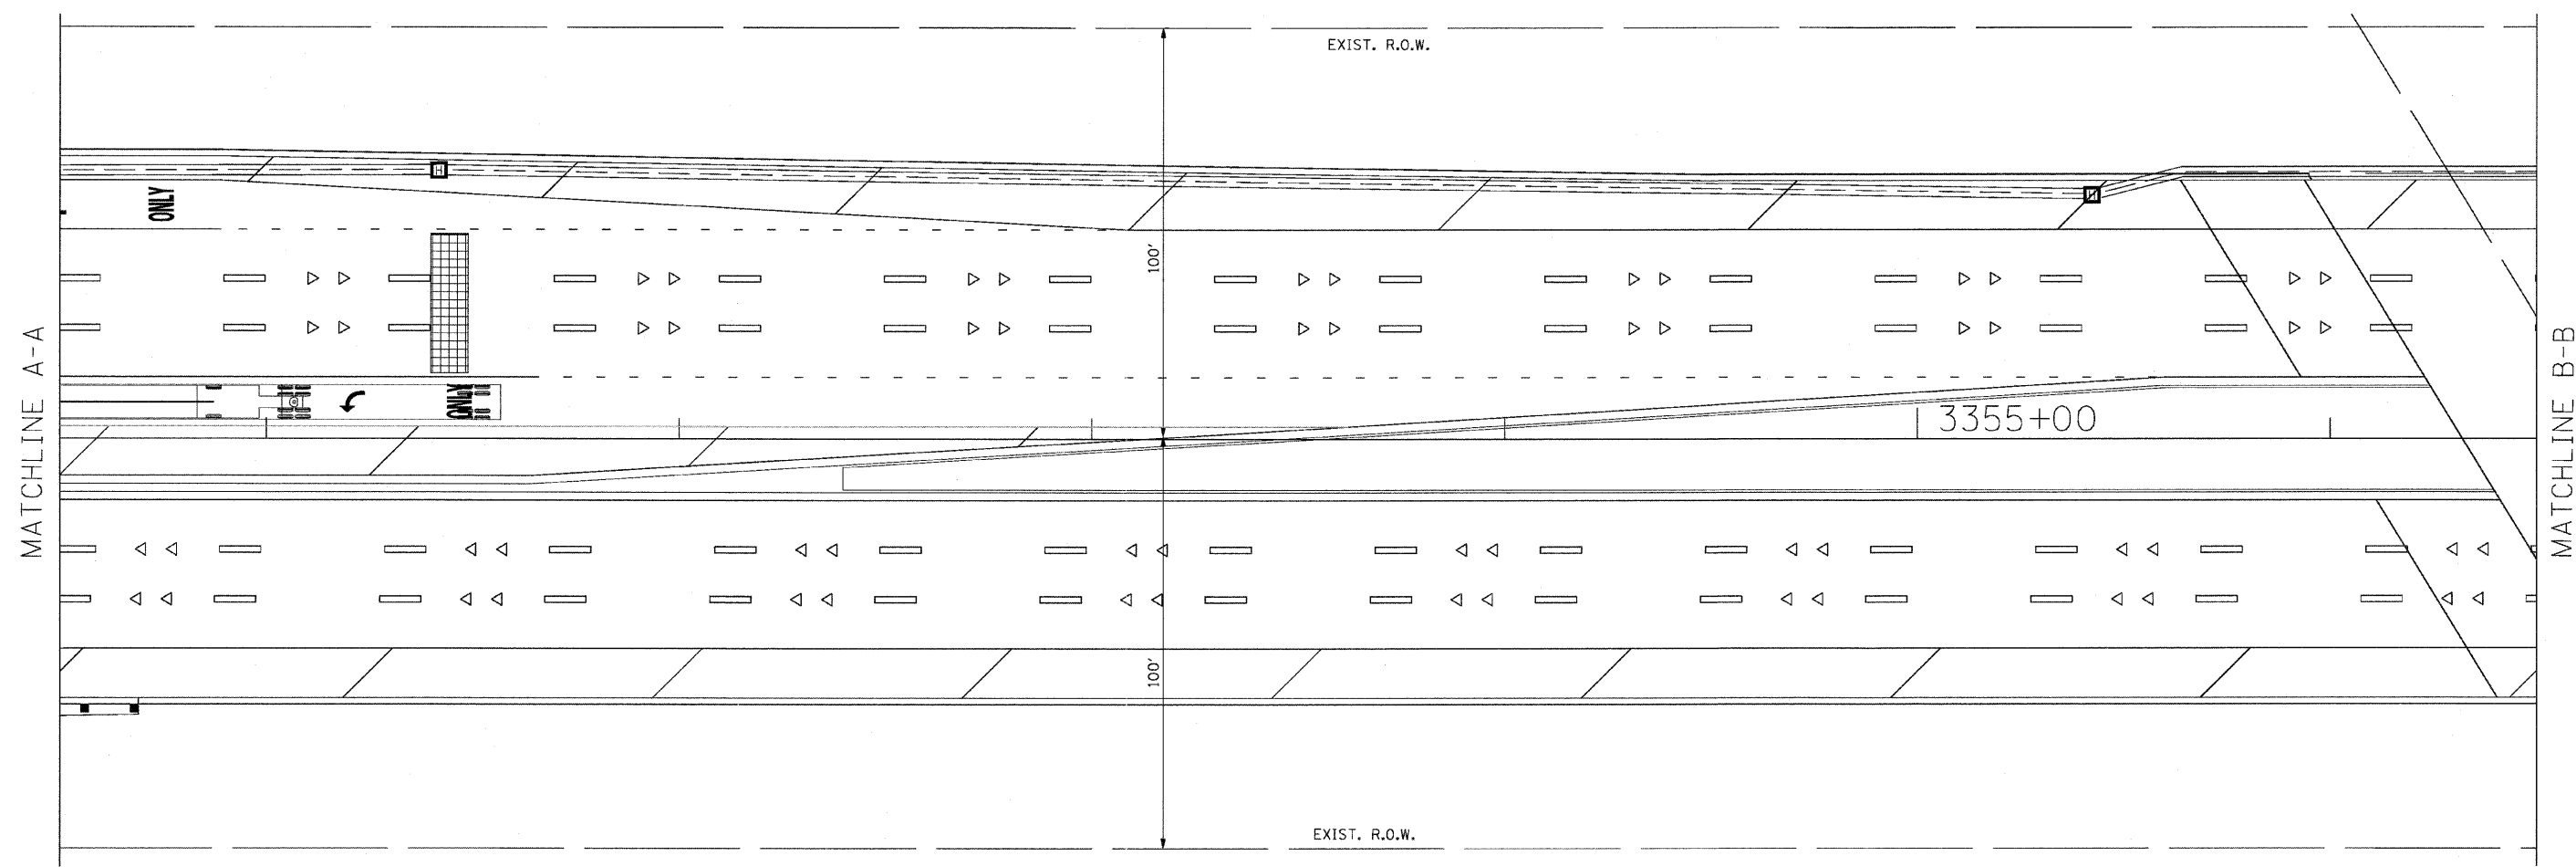 EXIST. R.O.W.
ONLY
100'
MATCHLINE A-A
MATCHLINE B-B
ONLY
3355+00
100'
EXIST. R.O.W.
H
H